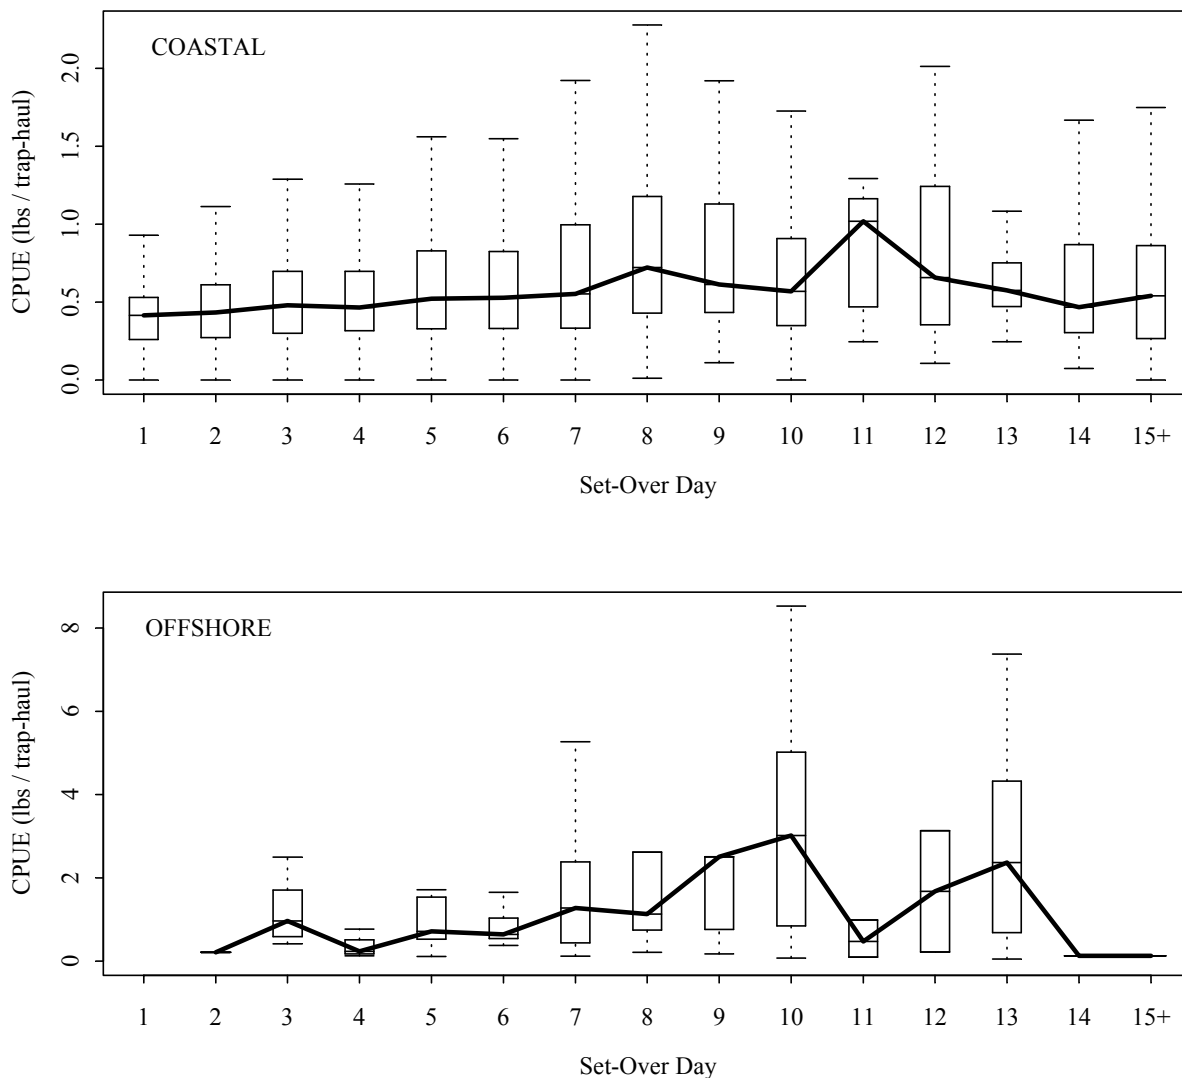 COASTAL
CPUE (lbs / trap-haul)
2.0
1.5
1.0
0.5
0.0
1 2 3 4 5 6 7 8 9 10 11 12 13 14 15+
Set-Over Day
OFFSHORE
CPUE (lbs / trap-haul)
8
6
4
2
0
1 2 3 4 5 6 7 8 9 10 11 12 13 14 15+
Set-Over Day